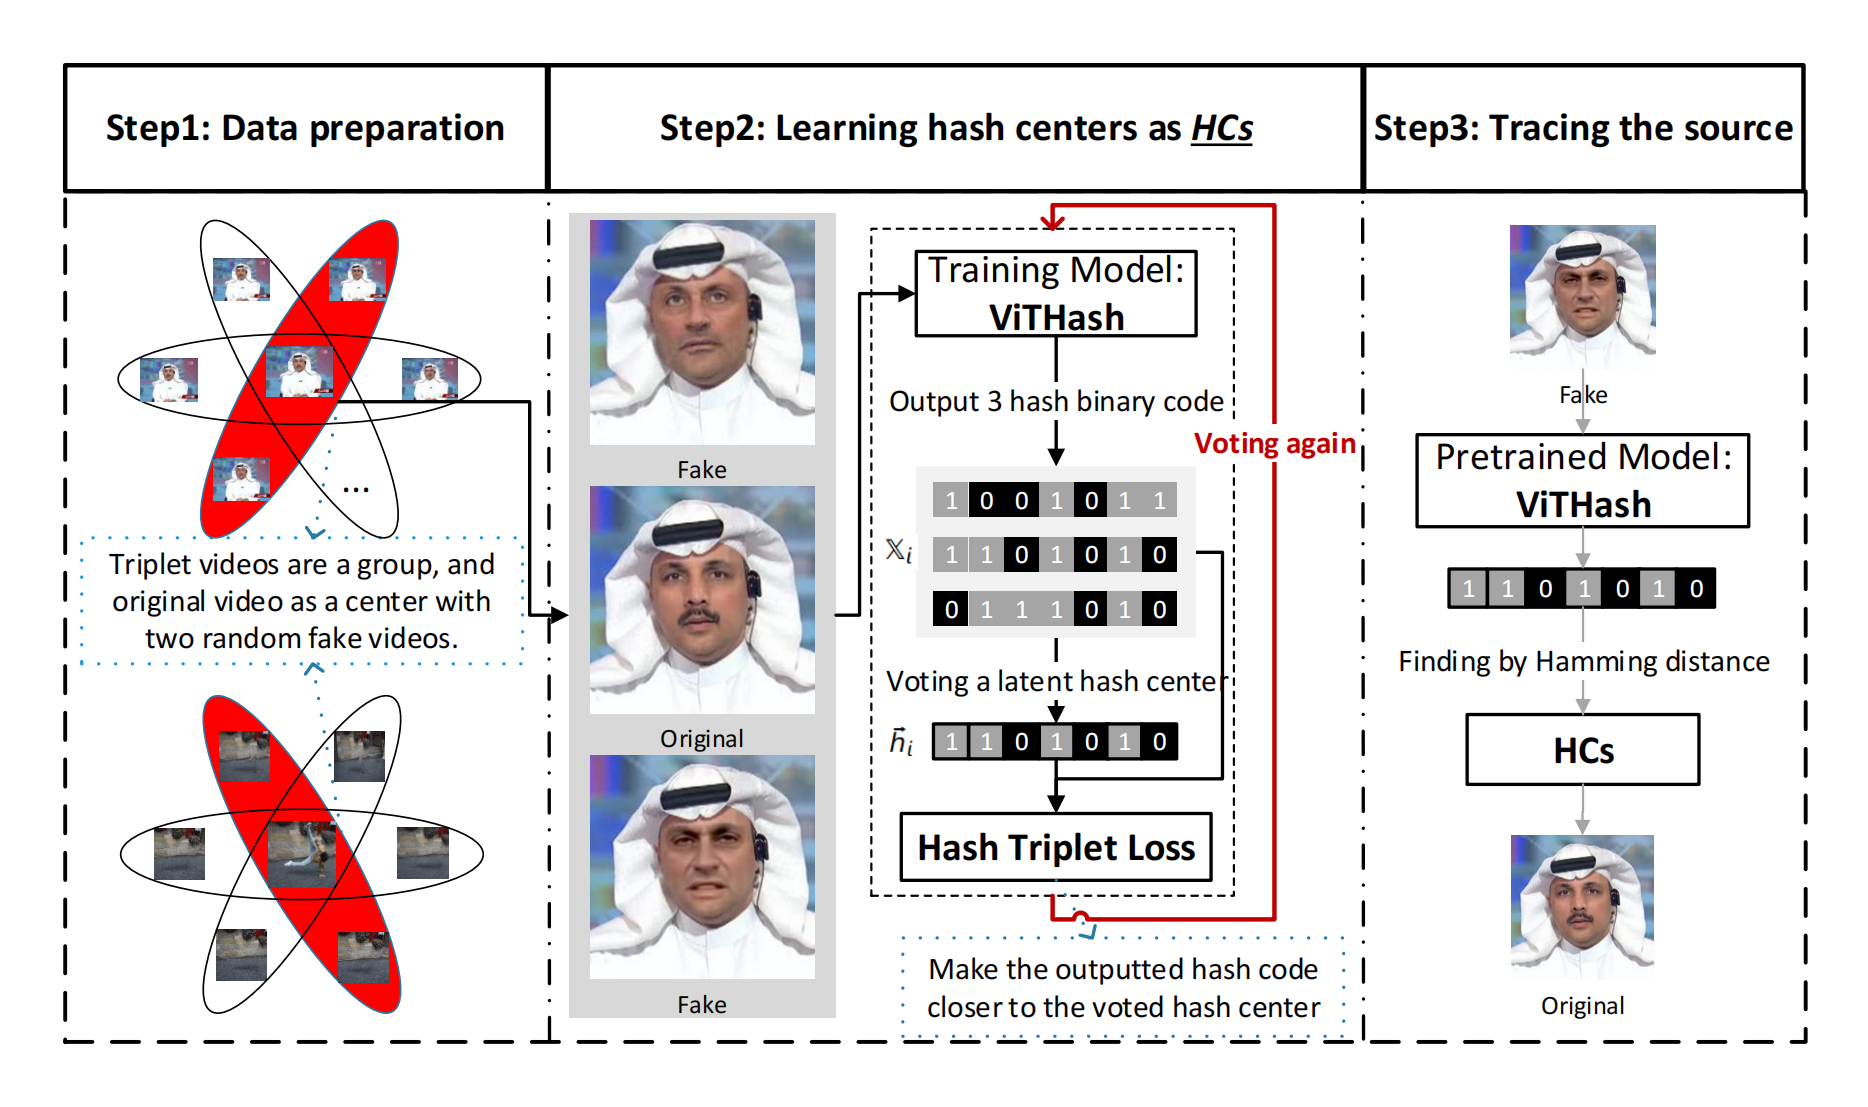 Step1: Data preparation
Step2: Learning hash centers as HCs
Step3: Tracing the source
...
Triplet videos are a group, and
original video as a center with
two random fake videos.
Fake
Original
Fake
Training Model:
ViTHash
Output 3 hash binary code
Voting again
1 0 0 1 0 1 1
𝕏i
1 1 0 1 0 1 0
0 1 1 1 0 1 0
Voting a latent hash center
h⃗i
1 1 0 1 0 1 0
Hash Triplet Loss
Make the outputted hash code
closer to the voted hash center
Fake
Pretrained Model:
ViTHash
1 1 0 1 0 1 0
Finding by Hamming distance
HCs
Original